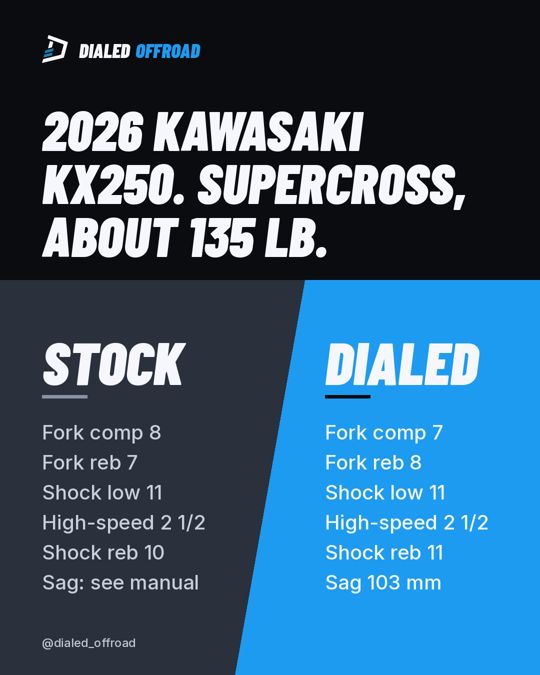 DIALED OFFROAD
2026 KAWASAKI
KX250. SUPERCROSS,
ABOUT 135 LB.
STOCK
Fork comp 8
Fork reb 7
Shock low 11
High-speed 2 1/2
Shock reb 10
Sag: see manual
DIALED
Fork comp 7
Fork reb 8
Shock low 11
High-speed 2 1/2
Shock reb 11
Sag 103 mm
@dialed_offroad